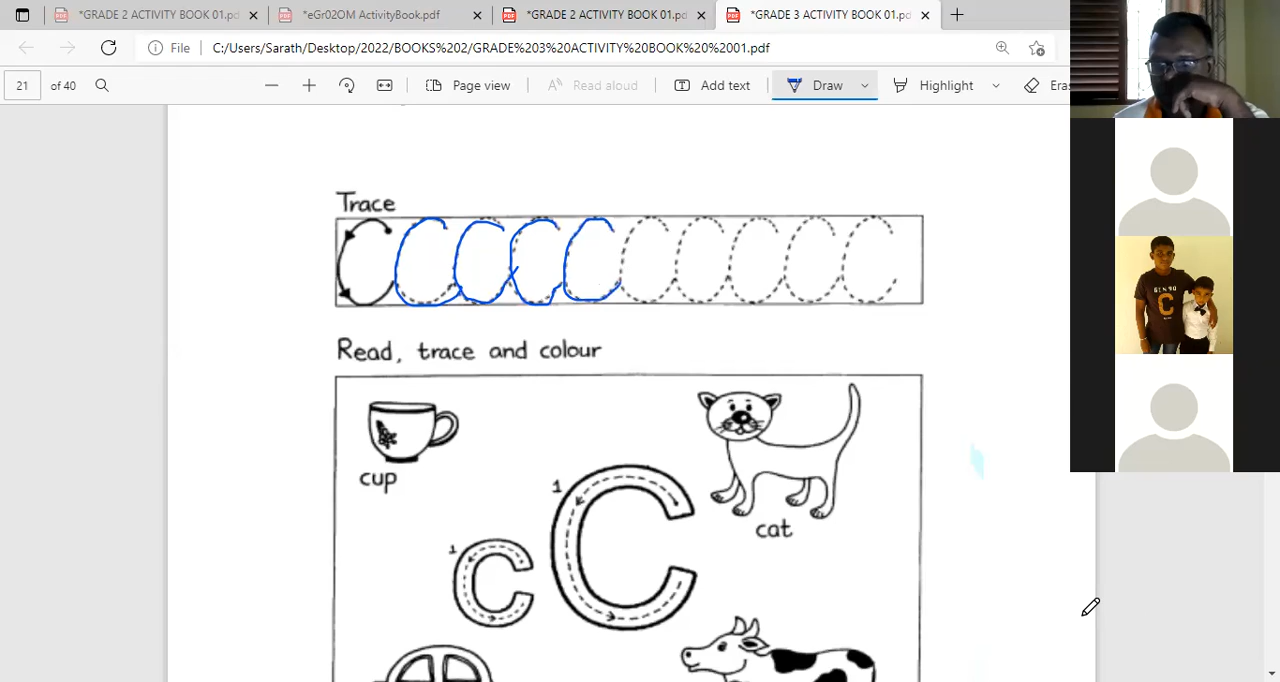 *GRADE 2 ACTIVITY BOOK 01.pd
*eGr02OM ActivityBook.pdf
*GRADE 2 ACTIVITY BOOK 01.pd
*GRADE 3 ACTIVITY BOOK 01.pd
File
C:/Users/Sarath/Desktop/2022/BOOKS%202/GRADE%203%20ACTIVITY%20BOOK%20%2001.pdf
21 of 40
Page view
Read aloud
Add text
Draw
Highlight
Era
Trace
C C C C C C C C C C
Read, trace and colour
cup
cat
1
C
1
c
C